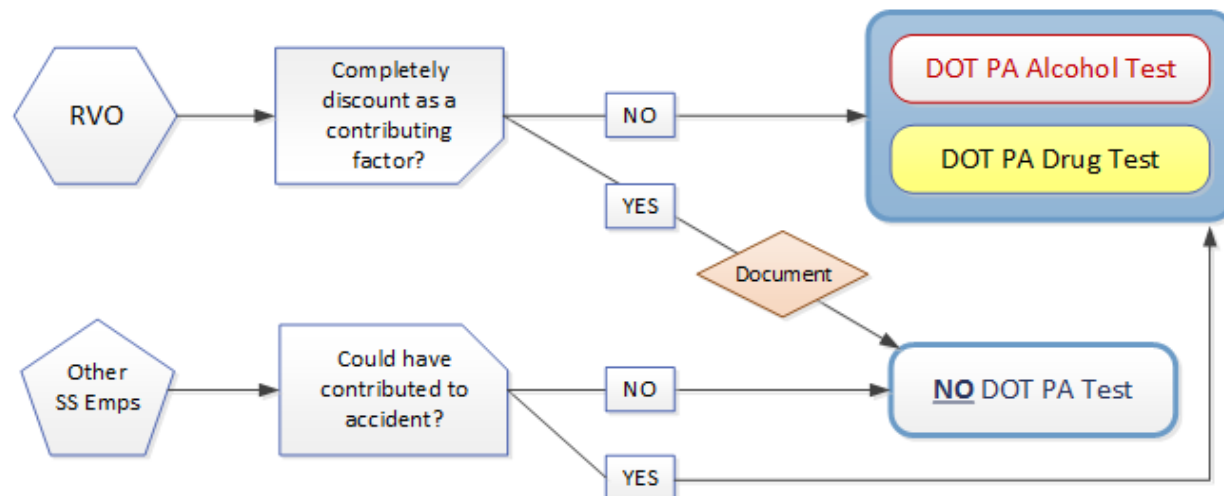 RVO
Completely
discount as a
contributing
factor?
NO
YES
Document
DOT PA Alcohol Test
DOT PA Drug Test
Other
SS Emps
Could have
contributed to
accident?
NO
YES
NO DOT PA Test